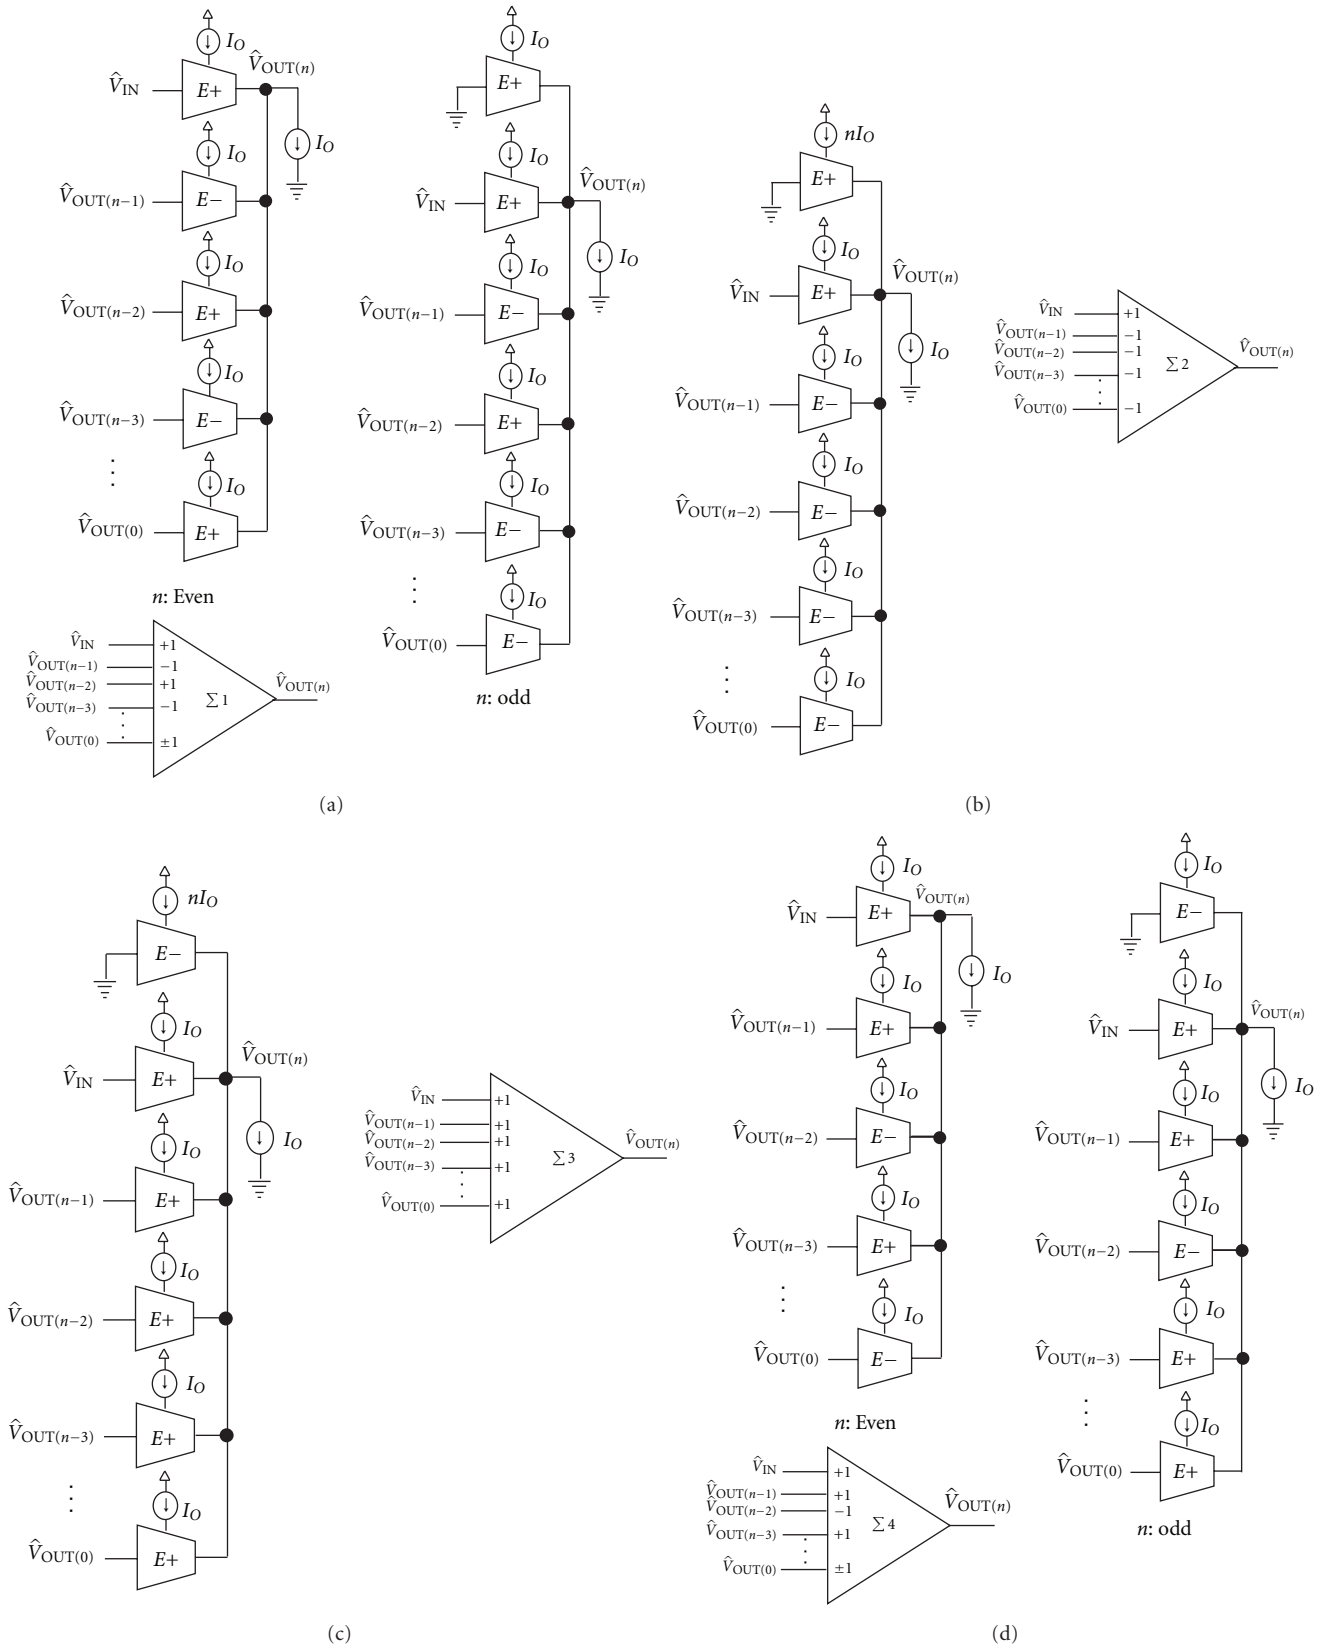 I_O
V̂_IN E+ V̂_OUT(n)
I_O
I_O
V̂_OUT(n−1) E−
I_O
V̂_OUT(n−2) E+
I_O
V̂_OUT(n−3) E−
⋮
I_O
V̂_OUT(0) E+
n: Even
I_O
E+
I_O
V̂_IN E+ V̂_OUT(n)
I_O
I_O
V̂_OUT(n−1) E−
I_O
V̂_OUT(n−2) E+
I_O
V̂_OUT(n−3) E−
⋮
I_O
V̂_OUT(0) E−
n: odd
V̂_IN +1
V̂_OUT(n−1) −1
V̂_OUT(n−2) +1
V̂_OUT(n−3) −1
⋮
V̂_OUT(0) ±1
∑ 1
V̂_OUT(n)
(a)
nI_O
E+
I_O
V̂_IN E+ V̂_OUT(n)
I_O
I_O
V̂_OUT(n−1) E−
I_O
V̂_OUT(n−2) E−
I_O
V̂_OUT(n−3) E−
⋮
I_O
V̂_OUT(0) E−
V̂_IN +1
V̂_OUT(n−1) −1
V̂_OUT(n−2) −1
V̂_OUT(n−3) −1
⋮
V̂_OUT(0) −1
∑ 2
V̂_OUT(n)
(b)
nI_O
E−
I_O
V̂_IN E+ V̂_OUT(n)
I_O
I_O
V̂_OUT(n−1) E+
I_O
V̂_OUT(n−2) E+
I_O
V̂_OUT(n−3) E+
⋮
I_O
V̂_OUT(0) E+
V̂_IN +1
V̂_OUT(n−1) +1
V̂_OUT(n−2) +1
V̂_OUT(n−3) +1
⋮
V̂_OUT(0) +1
∑ 3
V̂_OUT(n)
(c)
I_O
V̂_IN E+ V̂_OUT(n)
I_O
I_O
V̂_OUT(n−1) E+
I_O
V̂_OUT(n−2) E−
I_O
V̂_OUT(n−3) E+
⋮
I_O
V̂_OUT(0) E−
n: Even
I_O
E−
I_O
V̂_IN E+ V̂_OUT(n)
I_O
I_O
V̂_OUT(n−1) E+
I_O
V̂_OUT(n−2) E−
I_O
V̂_OUT(n−3) E+
⋮
I_O
V̂_OUT(0) E+
n: odd
V̂_IN +1
V̂_OUT(n−1) +1
V̂_OUT(n−2) −1
V̂_OUT(n−3) +1
⋮
V̂_OUT(0) ±1
∑ 4
V̂_OUT(n)
(d)